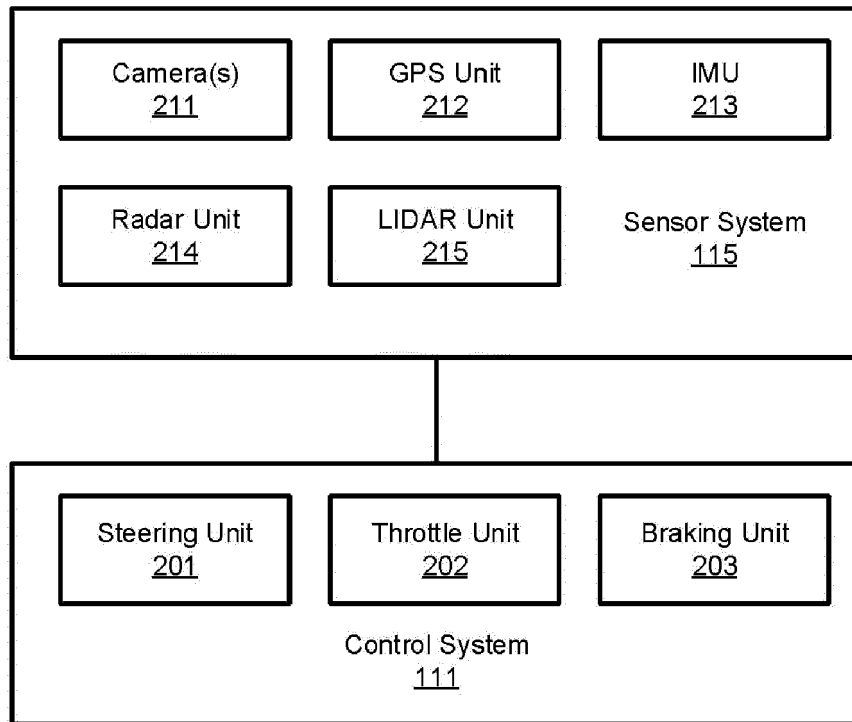 Camera(s)
211
GPS Unit
212
IMU
213
Radar Unit
214
LIDAR Unit
215
Sensor System
115
Steering Unit
201
Throttle Unit
202
Braking Unit
203
Control System
111